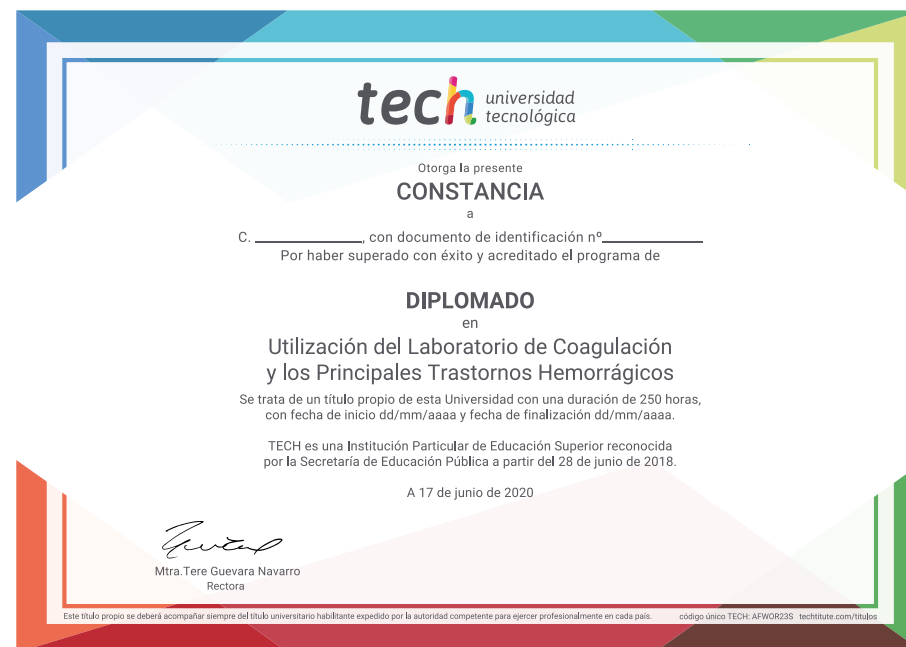 tech universidad
tecnológica
Otorga la presente
CONSTANCIA
a
C. ____________, con documento de identificación nº____________
Por haber superado con éxito y acreditado el programa de
DIPLOMADO
en
Utilización del Laboratorio de Coagulación
y los Principales Trastornos Hemorrágicos
Se trata de un título propio de esta Universidad con una duración de 250 horas,
con fecha de inicio dd/mm/aaaa y fecha de finalización dd/mm/aaaa.
TECH es una Institución Particular de Educación Superior reconocida
por la Secretaría de Educación Pública a partir del 28 de junio de 2018.
A 17 de junio de 2020
Mtra.Tere Guevara Navarro
Rectora
Este título propio se deberá acompañar siempre del título universitario habilitante expedido por la autoridad competente para ejercer profesionalmente en cada país. código único TECH: AFWOR23S techtitute.com/titulos